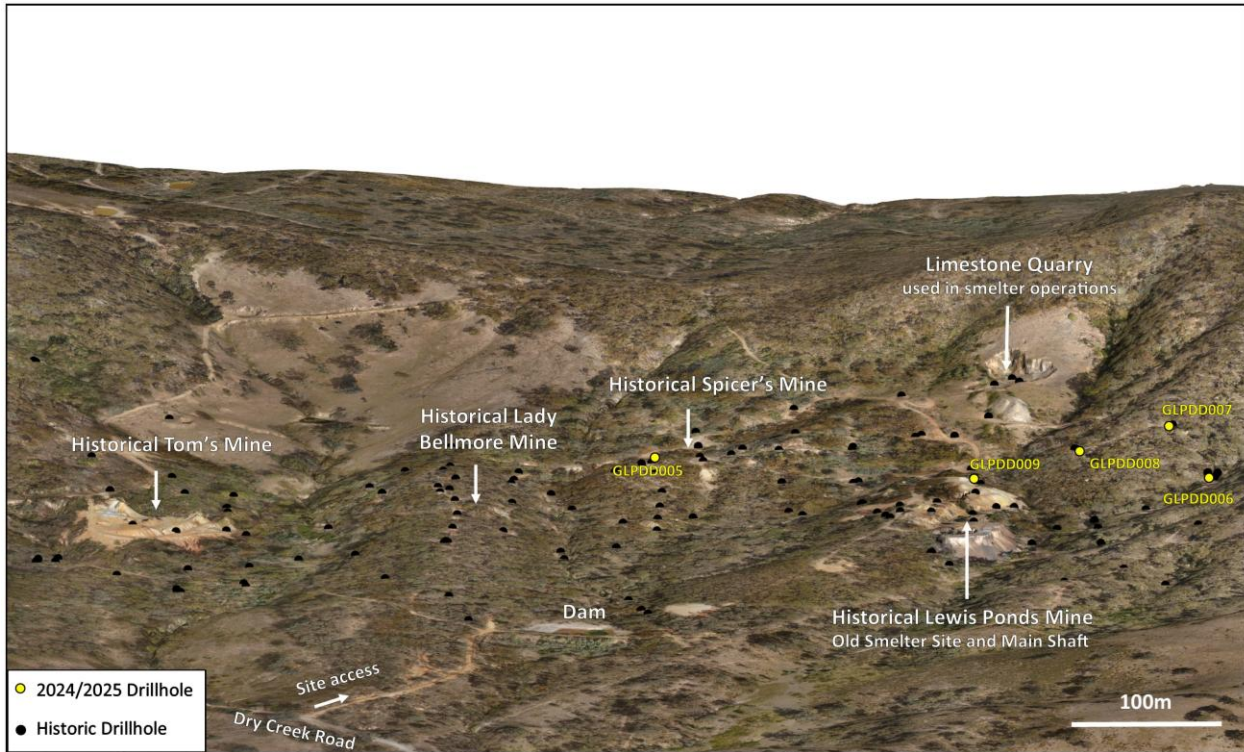 Limestone Quarry
used in smelter operations
Historical Spicer's Mine
Historical Lady
Bellmore Mine
Historical Tom's Mine
GLPDD007
GLPDD005
GLPDD009
GLPDD008
GLPDD006
Dam
Historical Lewis Ponds Mine
Old Smelter Site and Main Shaft
Site access
Dry Creek Road
2024/2025 Drillhole
Historic Drillhole
100m